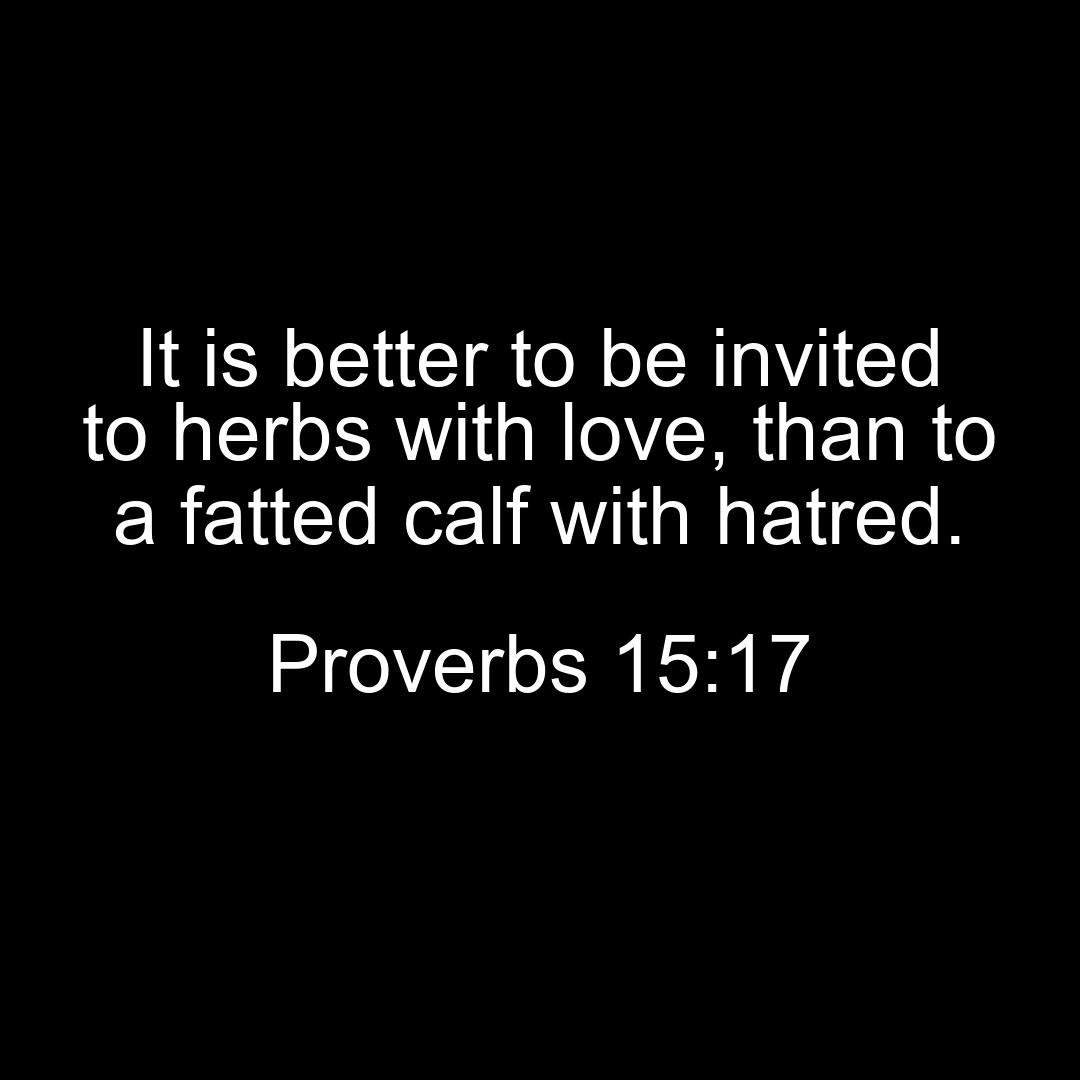 It is better to be invited
to herbs with love, than to
a fatted calf with hatred.
Proverbs 15:17